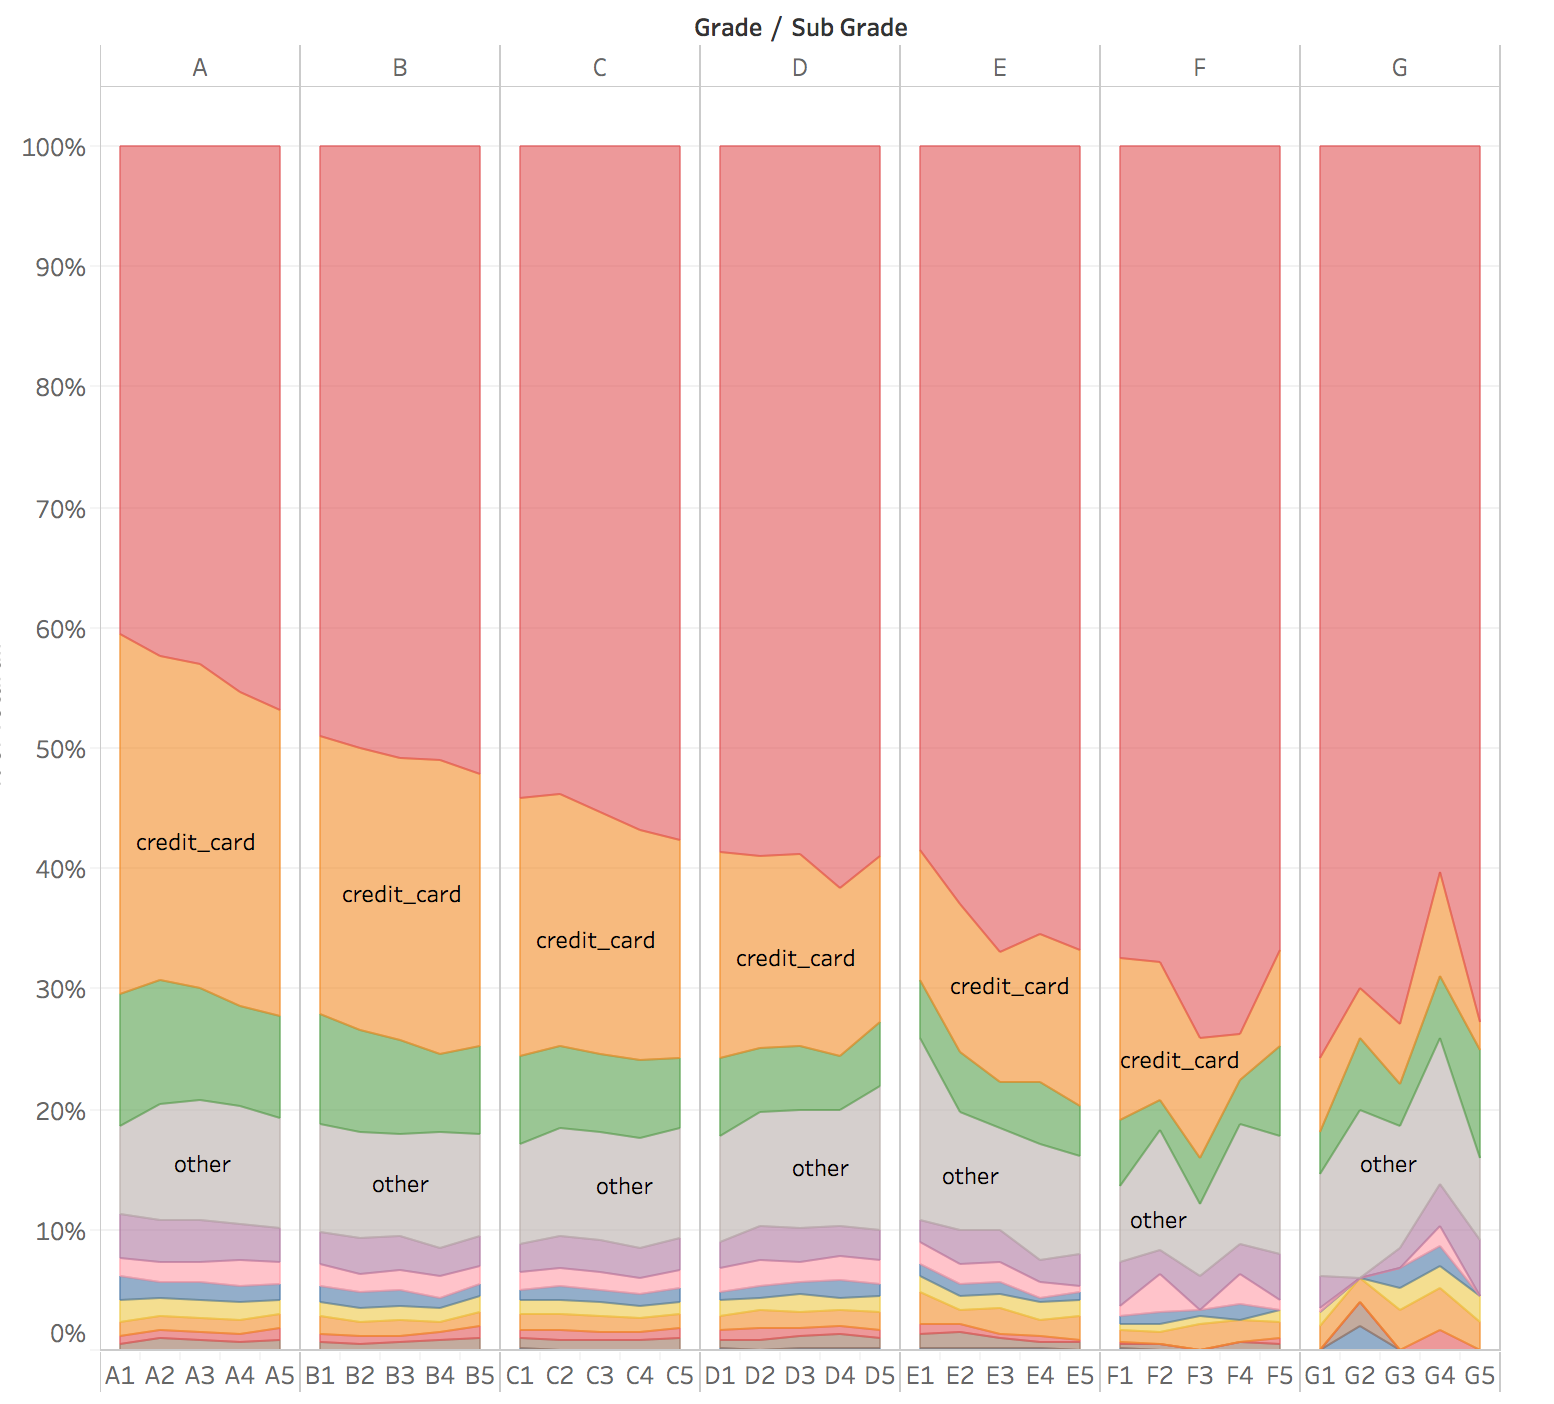 Grade / Sub Grade
A B C D E F G
100%
90%
80%
70%
60%
50%
40%
30%
20%
10%
0%
credit_card
credit_card
credit_card
credit_card
credit_card
credit_card
other
other
other
other
other
other
other
A1 A2 A3 A4 A5 B1 B2 B3 B4 B5 C1 C2 C3 C4 C5 D1 D2 D3 D4 D5 E1 E2 E3 E4 E5 F1 F2 F3 F4 F5 G1 G2 G3 G4 G5